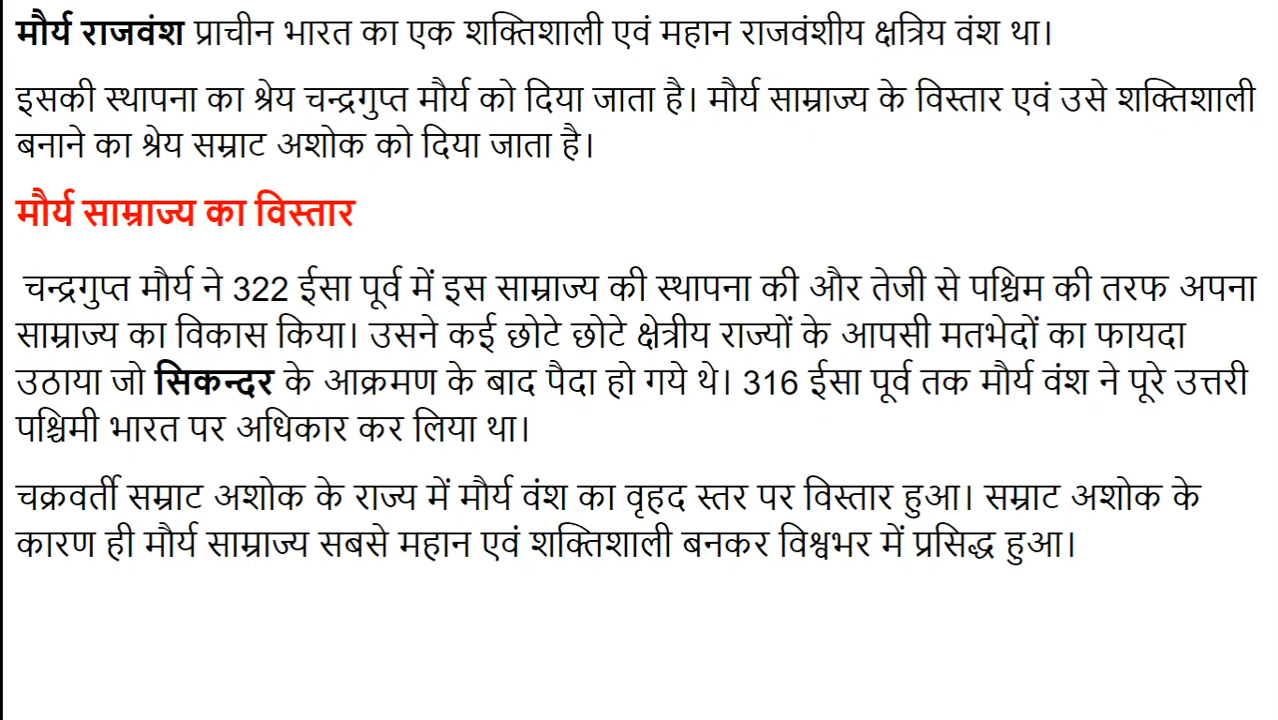 मौर्य राजवंश प्राचीन भारत का एक शक्तिशाली एवं महान राजवंशीय क्षत्रिय वंश था।
इसकी स्थापना का श्रेय चन्द्रगुप्त मौर्य को दिया जाता है। मौर्य साम्राज्य के विस्तार एवं उसे शक्तिशाली
बनाने का श्रेय सम्राट अशोक को दिया जाता है।
मौर्य साम्राज्य का विस्तार
चन्द्रगुप्त मौर्य ने 322 ईसा पूर्व में इस साम्राज्य की स्थापना की और तेजी से पश्चिम की तरफ अपना
साम्राज्य का विकास किया। उसने कई छोटे छोटे क्षेत्रीय राज्यों के आपसी मतभेदों का फायदा
उठाया जो सिकन्दर के आक्रमण के बाद पैदा हो गये थे। 316 ईसा पूर्व तक मौर्य वंश ने पूरे उत्तरी
पश्चिमी भारत पर अधिकार कर लिया था।
चक्रवर्ती सम्राट अशोक के राज्य में मौर्य वंश का वृहद स्तर पर विस्तार हुआ। सम्राट अशोक के
कारण ही मौर्य साम्राज्य सबसे महान एवं शक्तिशाली बनकर विश्वभर में प्रसिद्ध हुआ।